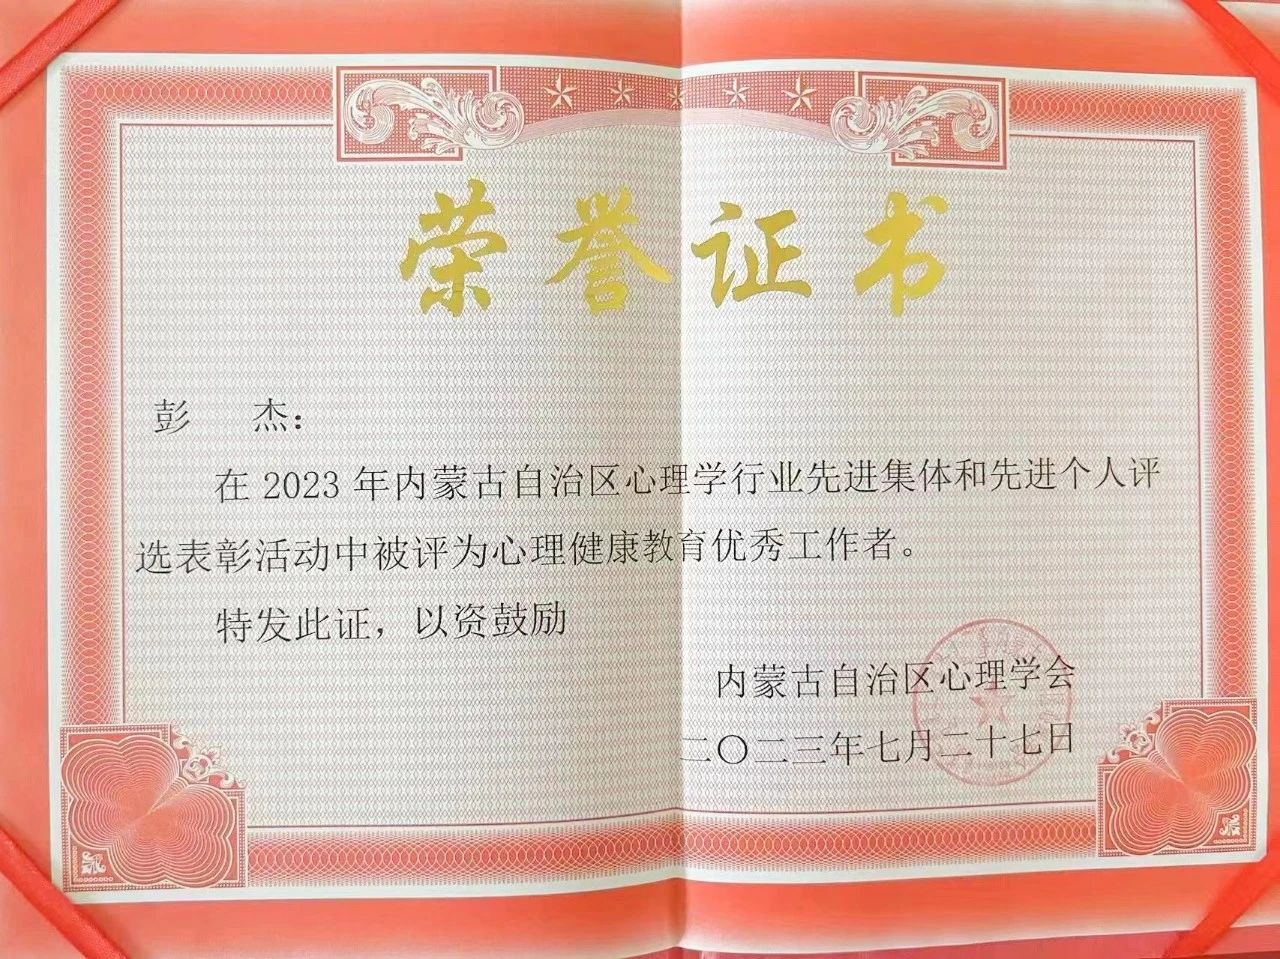 荣誉证书
彭 杰：
在2023年内蒙古自治区心理学行业先进集体和先进个人评
选表彰活动中被评为心理健康教育优秀工作者。
特发此证，以资鼓励
内蒙古自治区心理学会
二〇二三年七月二十七日